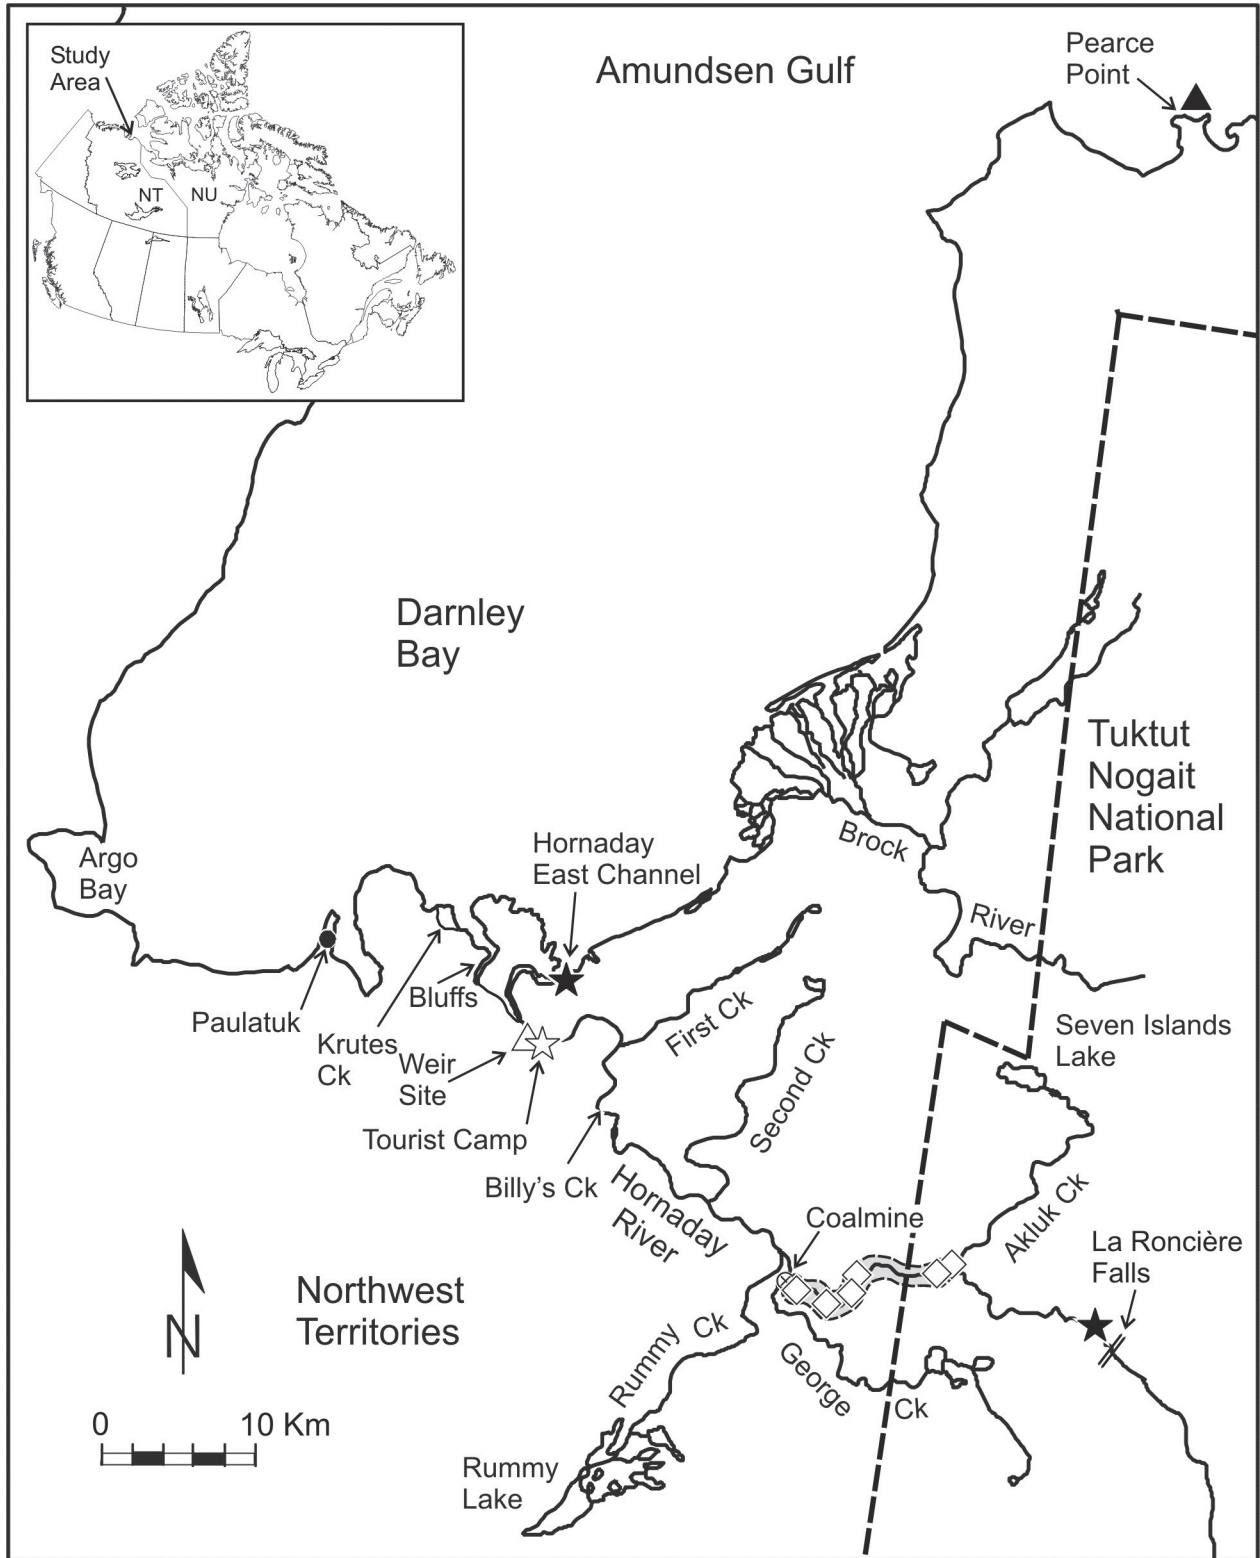 Study
Area
NT
NU
Amundsen Gulf
Pearce
Point
Darnley
Bay
Tuktut
Nogait
National
Park
Brock
River
Argo
Bay
Hornaday
East Channel
Paulatuk
Krutes
Ck
Bluffs
Weir
Site
Tourist Camp
Billy's Ck
First Ck
Second Ck
Seven Islands
Lake
Hornaday
River
Coalmine
Akluk Ck
La Roncière
Falls
Northwest
Territories
N
0 10 Km
Rummy Ck
George Ck
Rummy
Lake